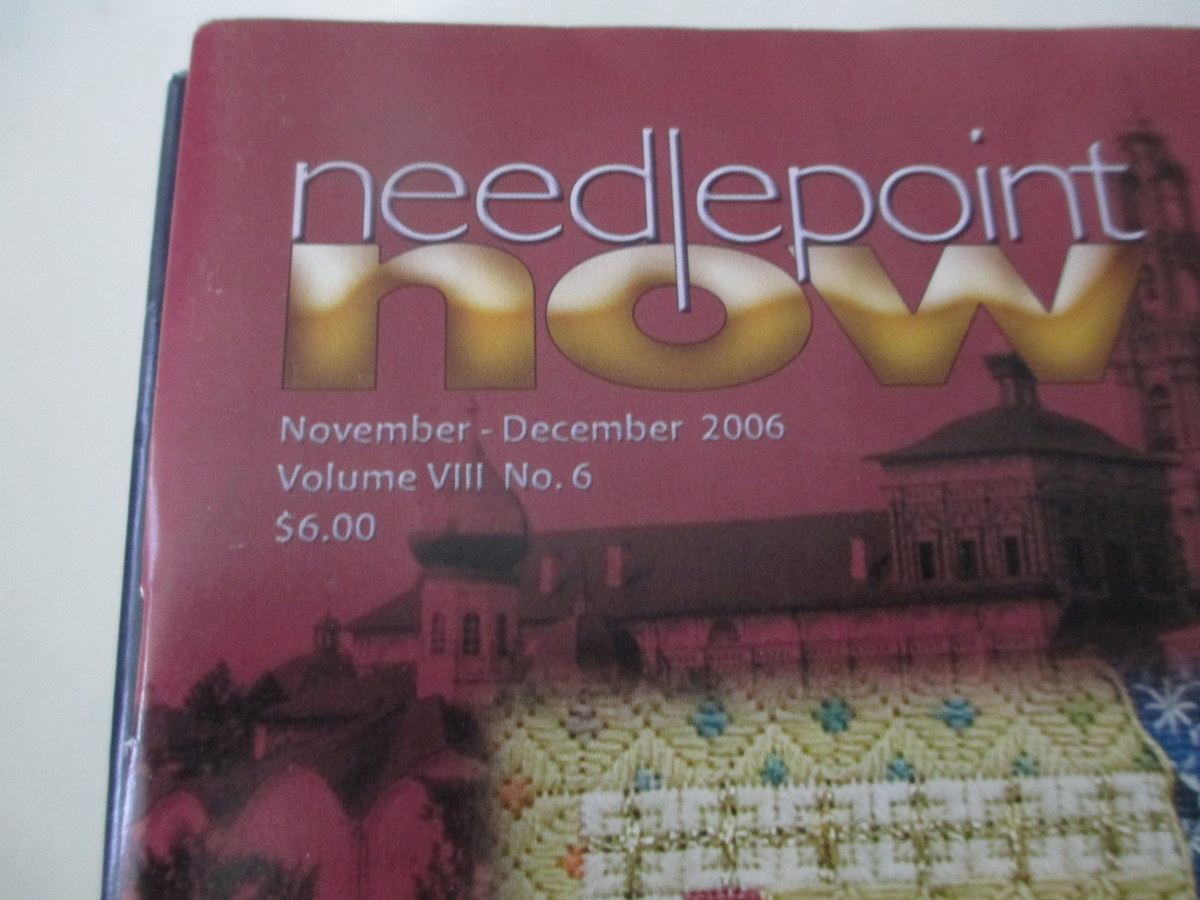 needlepoint
now
November - December 2006
Volume VIII No. 6
$6.00